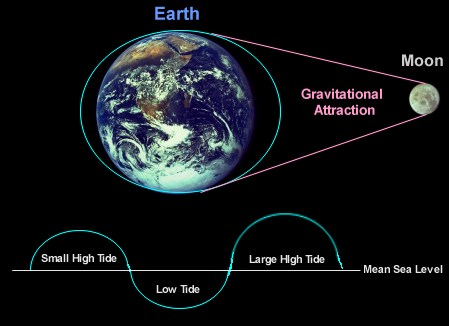 Earth
Moon
Gravitational
Attraction
Small High Tide
Large HIgh Tide
Mean Sea Level
Low Tide